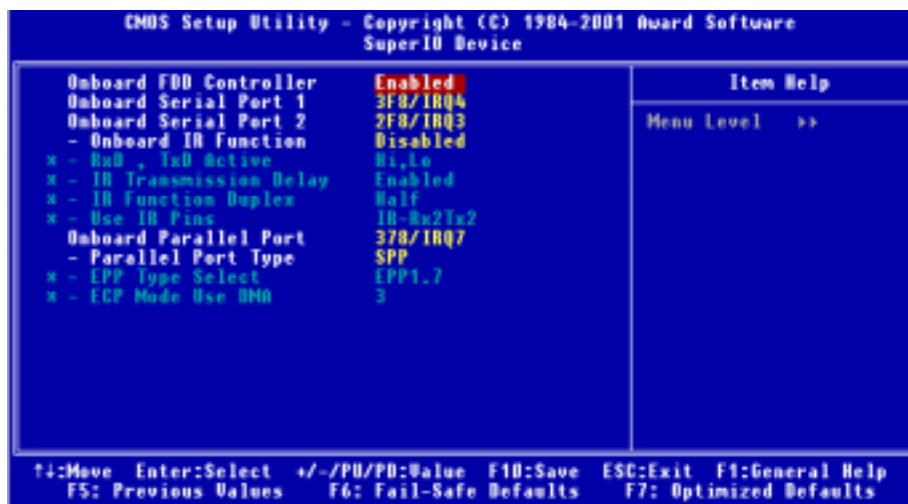 CMOS Setup Utility - Copyright (C) 1984-2001 Award Software
SuperIO Device
Onboard FDD Controller Enabled
Onboard Serial Port 1 3F8/IRQ4
Onboard Serial Port 2 2F8/IRQ3
- Onboard IR Function Disabled
x - RxD , TxD Active Hi,Lo
x - IR Transmission Delay Enabled
x - IR Function Duplex Half
x - Use IR Pins IR-Rx2Tx2
Onboard Parallel Port 378/IRQ7
- Parallel Port Type SPP
x - EPP Type Select EPP1.7
x - ECP Mode Use DMA 3
Item Help
Menu Level ▸▸
↑↓:Move Enter:Select +/-/PU/PD:Value F10:Save ESC:Exit F1:General Help
F5: Previous Values F6: Fail-Safe Defaults F7: Optimized Defaults